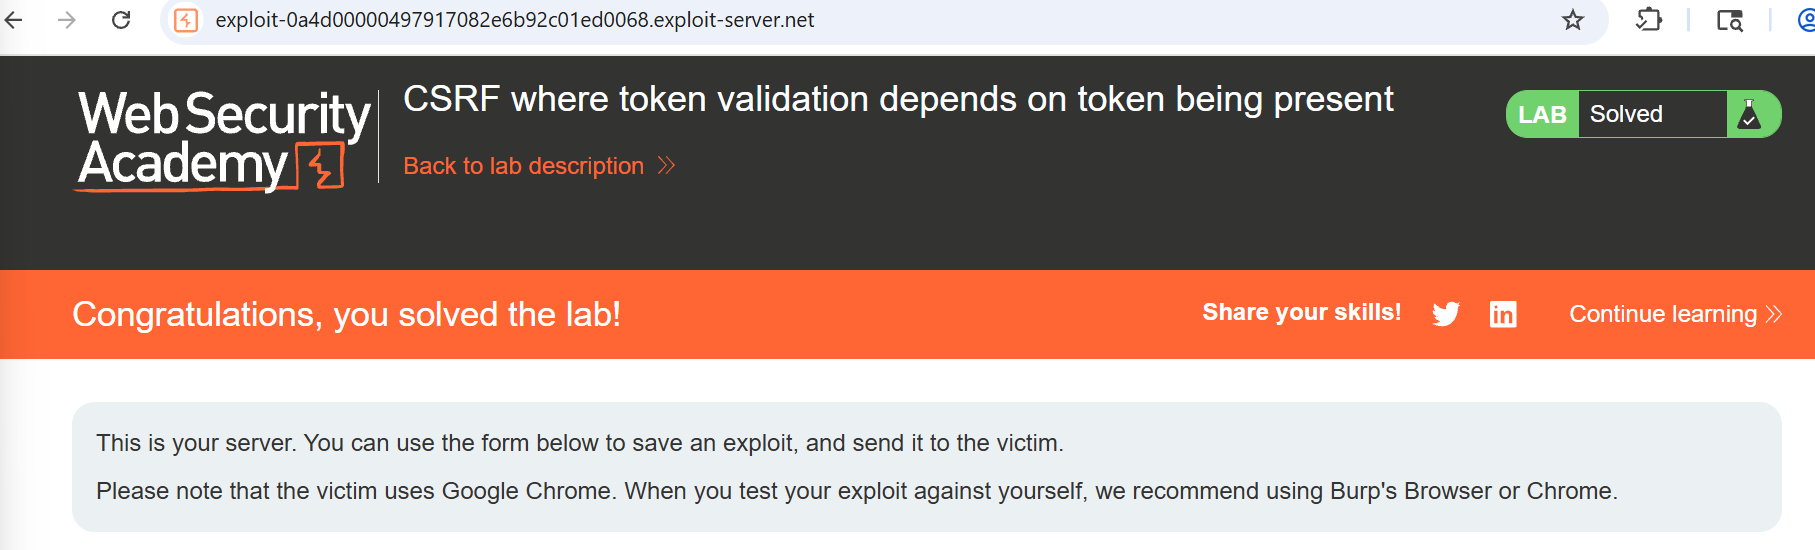 exploit-0a4d00000497917082e6b92c01ed0068.exploit-server.net
WebSecurity
Academy
CSRF where token validation depends on token being present
Back to lab description
LAB Solved
Congratulations, you solved the lab!
Share your skills!
in
Continue learning
This is your server. You can use the form below to save an exploit, and send it to the victim.
Please note that the victim uses Google Chrome. When you test your exploit against yourself, we recommend using Burp's Browser or Chrome.